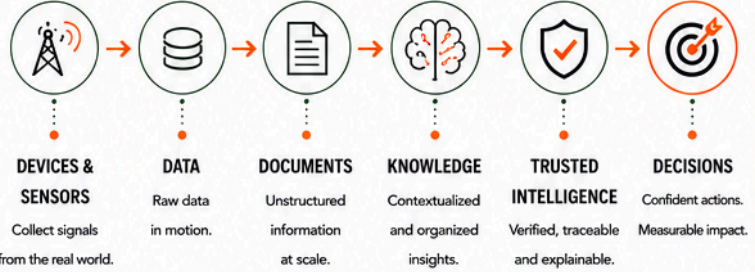 DEVICES &
SENSORS
Collect signals
from the real world.
DATA
Raw data
in motion.
DOCUMENTS
Unstructured
information
at scale.
KNOWLEDGE
Contextualized
and organized
insights.
TRUSTED
INTELLIGENCE
Verified, traceable
and explainable.
DECISIONS
Confident actions.
Measurable impact.